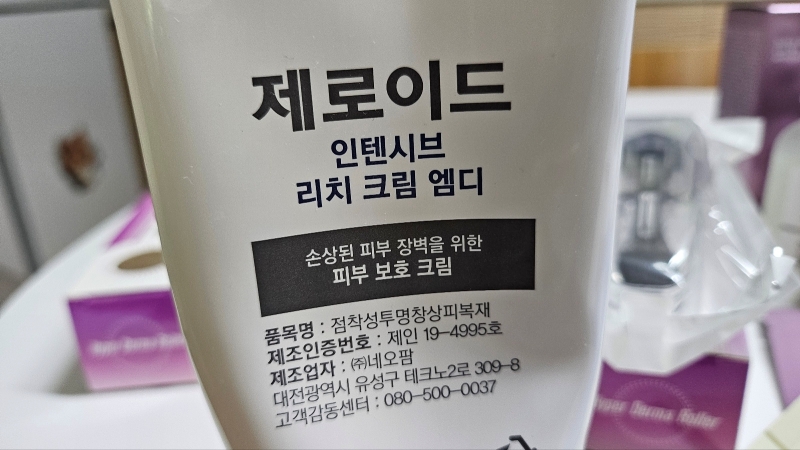 제로이드
인텐시브
리치 크림 엠디
손상된 피부 장벽을 위한
피부 보호 크림
품목명 : 점착성투명창상피복재
제조인증번호 : 제인 19-4995호
제조업자 : ㈜네오팜
대전광역시 유성구 테크노2로 309-8
고객감동센터 : 080-500-0037
Derma Roller